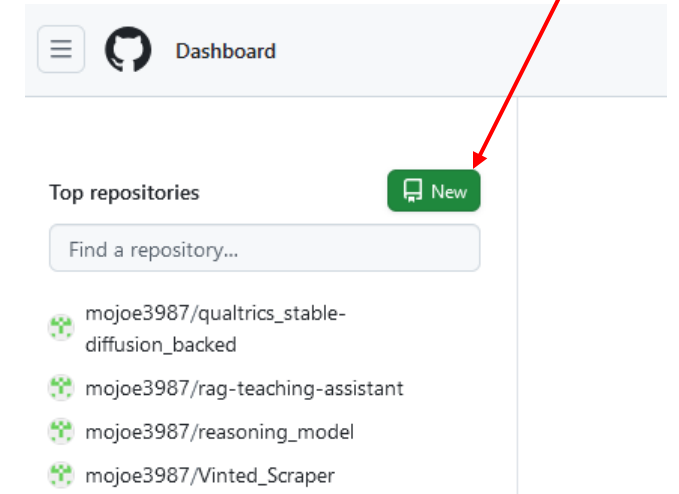 Dashboard
Top repositories
New
Find a repository...
mojoe3987/qualtrics_stable-
diffusion_backed
mojoe3987/rag-teaching-assistant
mojoe3987/reasoning_model
mojoe3987/Vinted_Scraper